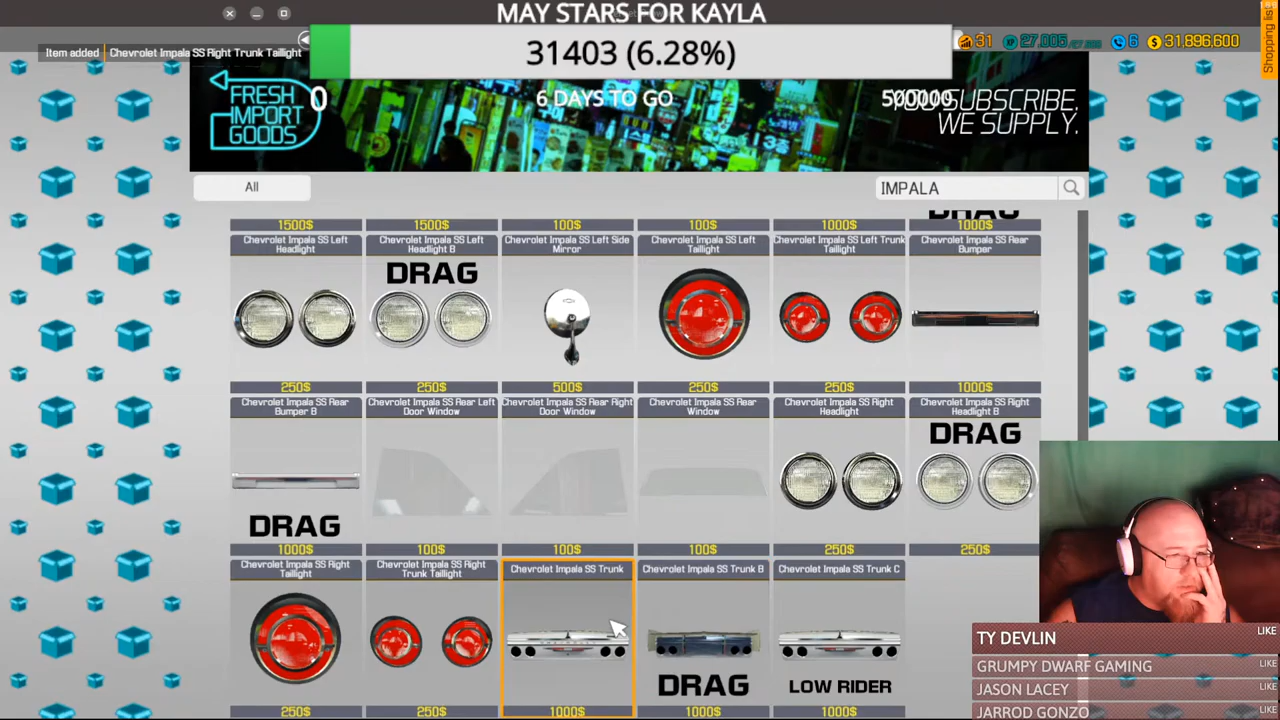 MAY STARS FOR KAYLA
31403 (6.28%)
0
6 DAYS TO GO
500000
Item added
Chevrolet Impala SS Right Trunk Taillight
31
27.005
6
31,896,600
Shopping list
FRESH
IMPORT
GOODS
SUBSCRIBE.
WE SUPPLY.
All
IMPALA
DRAG
1500$
1500$
100$
100$
1000$
1000$
Chevrolet Impala SS Left Headlight
Chevrolet Impala SS Left Headlight B
Chevrolet Impala SS Left Side Mirror
Chevrolet Impala SS Left Taillight
Chevrolet Impala SS Left Trunk Taillight
Chevrolet Impala SS Rear Bumper
DRAG
250$
250$
500$
250$
250$
1000$
Chevrolet Impala SS Rear Bumper B
Chevrolet Impala SS Rear Left Door Window
Chevrolet Impala SS Rear Right Door Window
Chevrolet Impala SS Rear Window
Chevrolet Impala SS Right Headlight
Chevrolet Impala SS Right Headlight B
DRAG
DRAG
1000$
100$
100$
100$
250$
250$
Chevrolet Impala SS Right Taillight
Chevrolet Impala SS Right Trunk Taillight
Chevrolet Impala SS Trunk
Chevrolet Impala SS Trunk B
Chevrolet Impala SS Trunk C
DRAG
LOW RIDER
250$
250$
1000$
1000$
1000$
TY DEVLIN
LIKE
GRUMPY DWARF GAMING
LIKE
JASON LACEY
LIKE
JARROD GONZO
LIKE